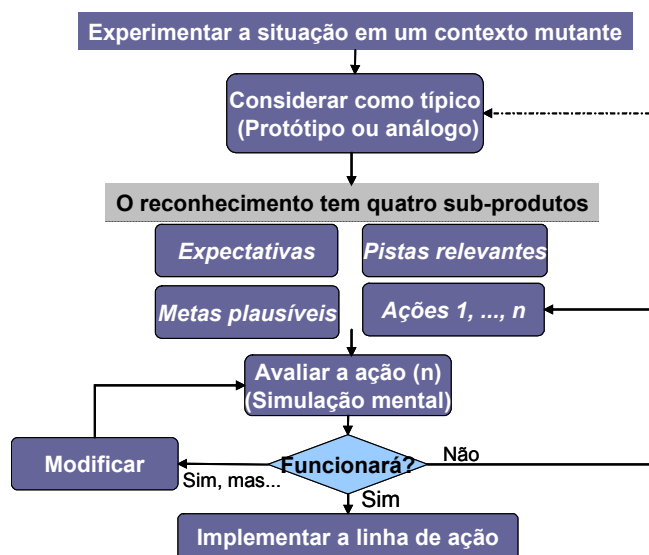 Experimentar a situação em um contexto mutante
Considerar como típico
(Protótipo ou análogo)
O reconhecimento tem quatro sub-produtos
Expectativas
Pistas relevantes
Metas plausíveis
Ações 1, ..., n
Avaliar a ação (n)
(Simulação mental)
Modificar
Funcionará?
Não
Sim, mas...
Sim
Implementar a linha de ação